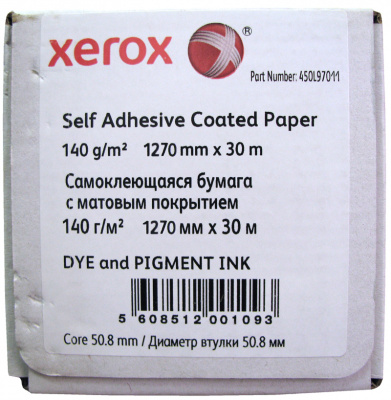 xerox ®
Part Number: 450L97011
Self Adhesive Coated Paper
140 g/m² 1270 mm x 30 m
Самоклеющаяся бумага
с матовым покрытием
140 г/м² 1270 мм x 30 м
DYE and PIGMENT INK
5 608512 001093
Core 50.8 mm / Диаметр втулки 50.8 мм